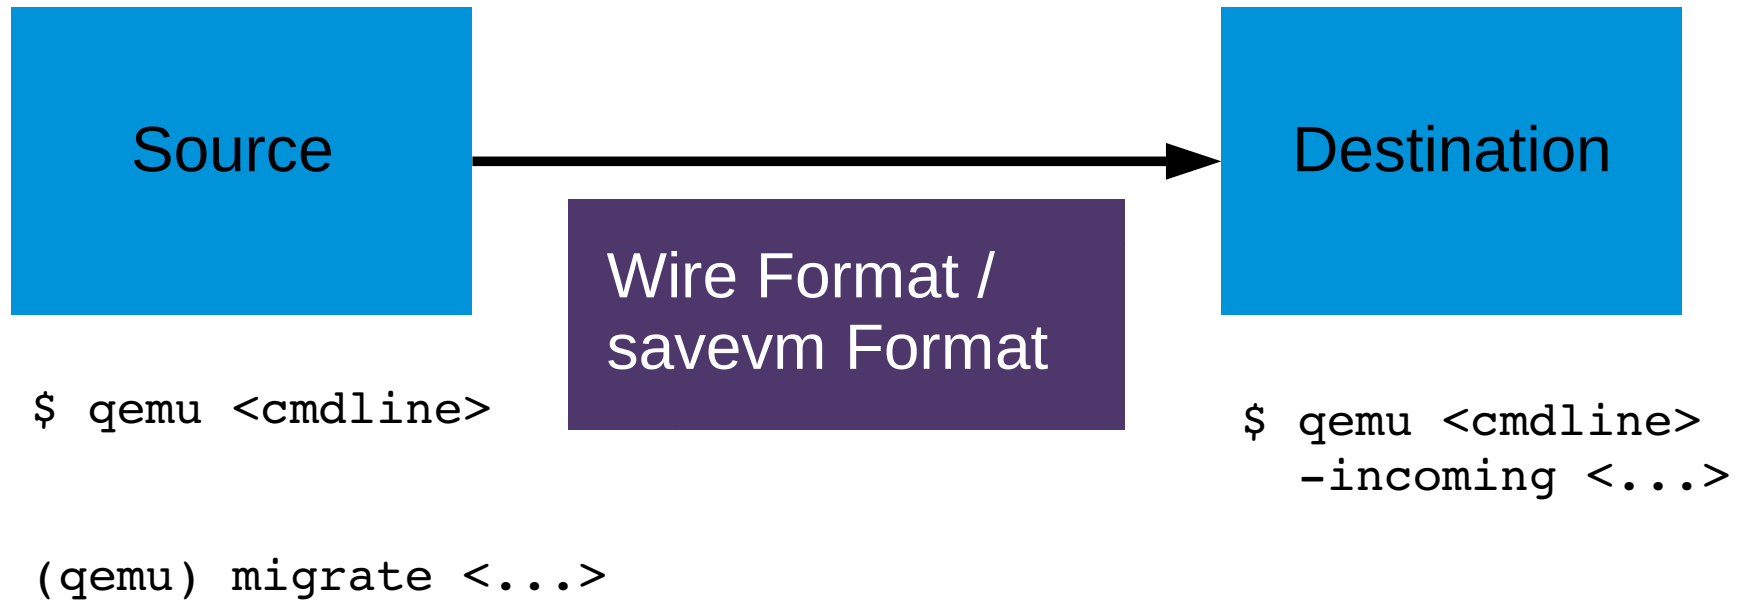 Source
Destination
Wire Format /
savevm Format
$ qemu <cmdline>
$ qemu <cmdline>
-incoming <...>
(qemu) migrate <...>